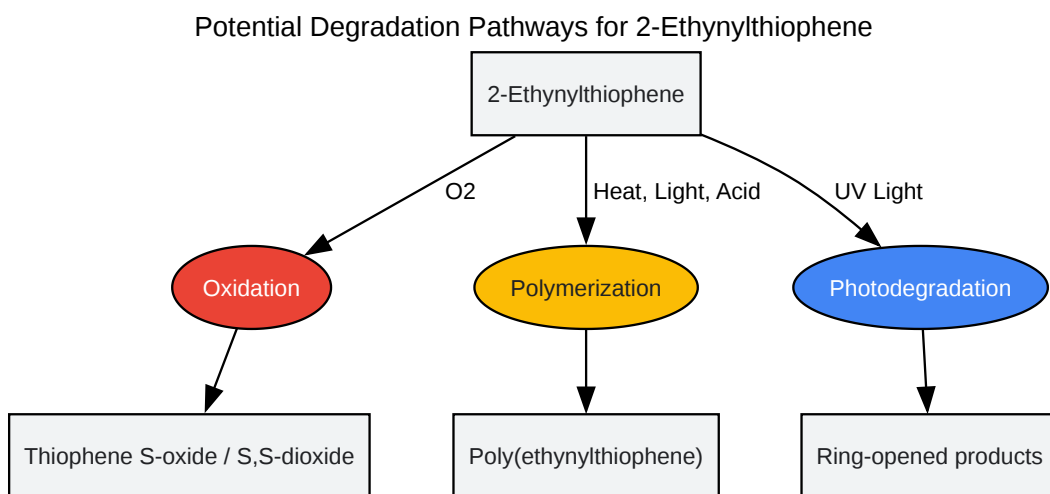 Potential Degradation Pathways for 2-Ethynylthiophene
2-Ethynylthiophene
O2
Heat, Light, Acid
UV Light
Oxidation
Polymerization
Photodegradation
Thiophene S-oxide / S,S-dioxide
Poly(ethynylthiophene)
Ring-opened products